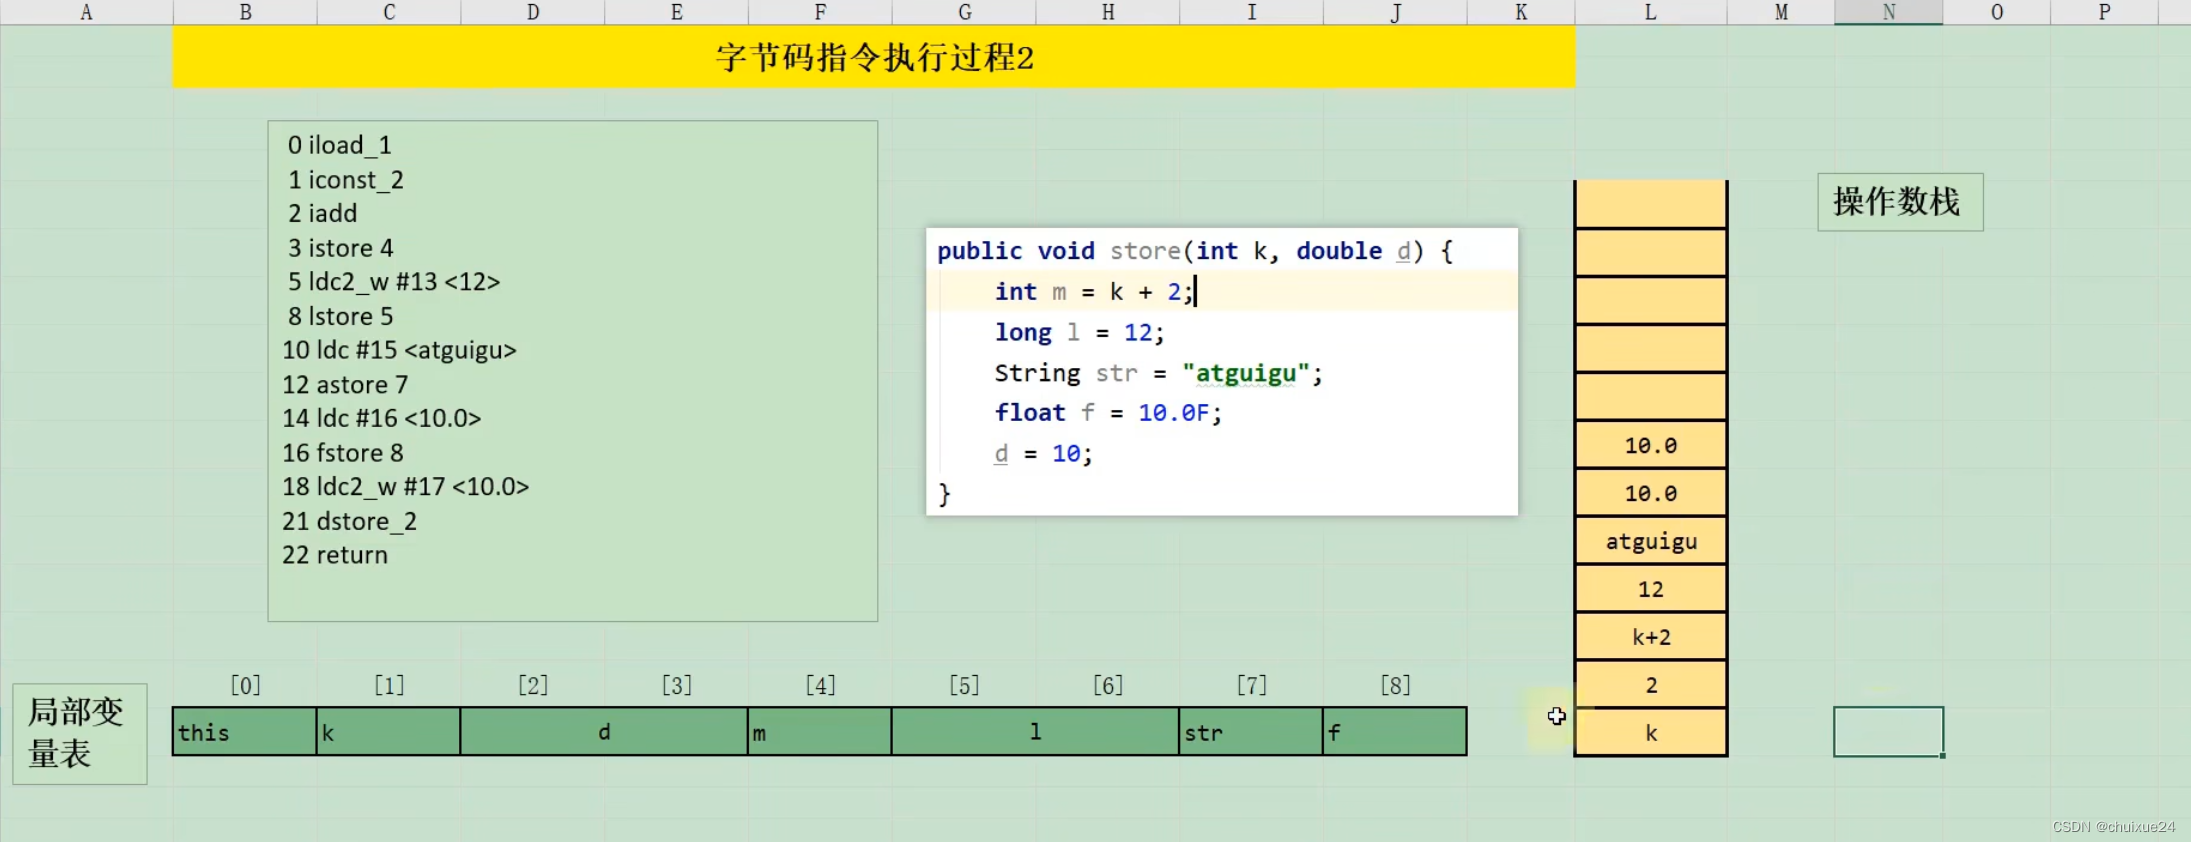 A B C D E F G H I J K L M N O P
字节码指令执行过程2
0 iload_1
1 iconst_2
2 iadd
3 istore 4
5 ldc2_w #13 <12>
8 lstore 5
10 ldc #15 <atguigu>
12 astore 7
14 ldc #16 <10.0>
16 fstore 8
18 ldc2_w #17 <10.0>
21 dstore_2
22 return
public void store(int k, double d) {
int m = k + 2;
long l = 12;
String str = "atguigu";
float f = 10.0F;
d = 10;
}
操作数栈
10.0
10.0
atguigu
12
k+2
2
k
[0] [1] [2] [3] [4] [5] [6] [7] [8]
局部变
量表
this k d m l str f
CSDN @chuixue24